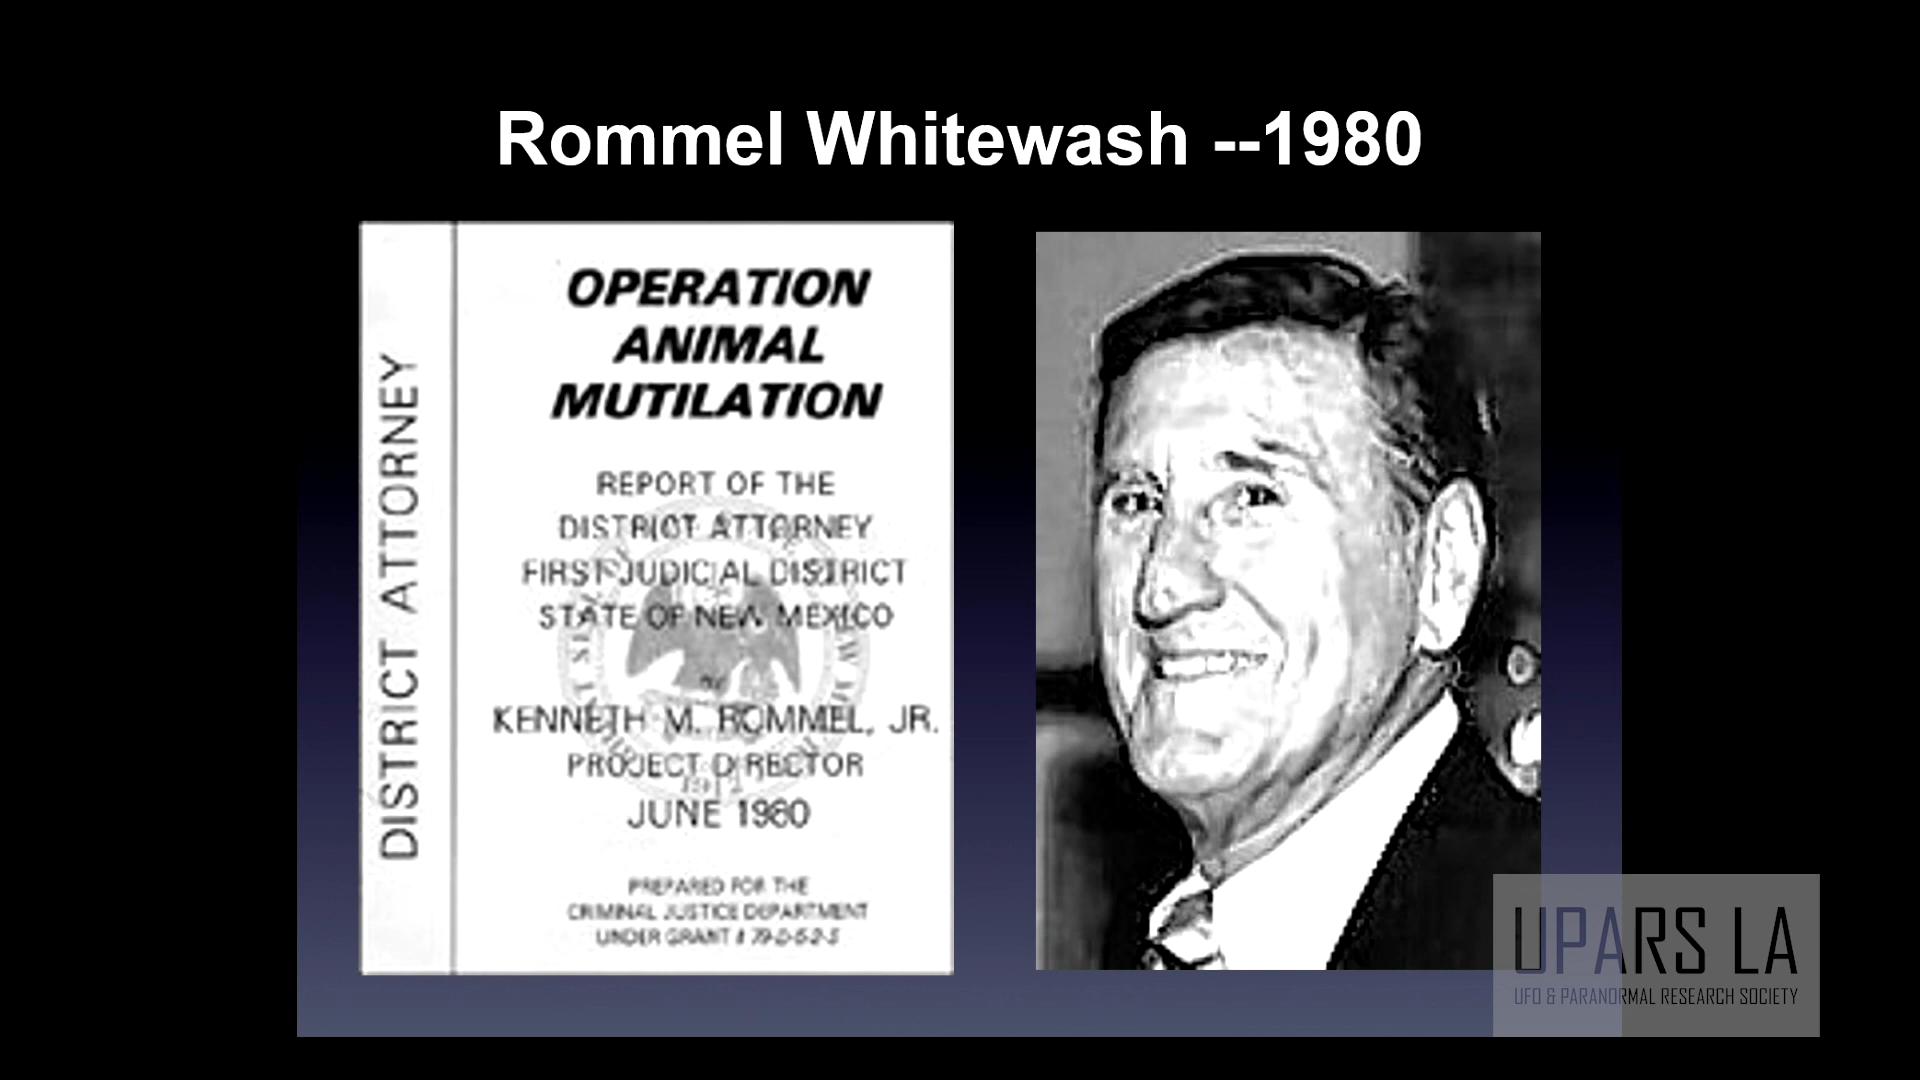 Rommel Whitewash --1980
DISTRICT ATTORNEY
OPERATION
ANIMAL
MUTILATION
REPORT OF THE
DISTRICT ATTORNEY
FIRST JUDICIAL DISTRICT
STATE OF NEW MEXICO
KENNETH M. ROMMEL, JR.
PROJECT DIRECTOR
JUNE 1980
PREPARED FOR THE
CRIMINAL JUSTICE DEPARTMENT
UNDER GRANT #
UPARS LA
UFO & PARANORMAL RESEARCH SOCIETY